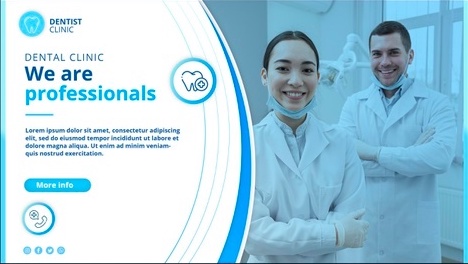 DENTIST
CLINIC
DENTAL CLINIC
We are
professionals
Lorem ipsum dolor sit amet, consectetur adipiscing
elit, sed do eiusmod tempor incididunt ut labore et
dolore magna aliqua. Ut enim ad minim veniam-
quis nostrud exercitation.
More info